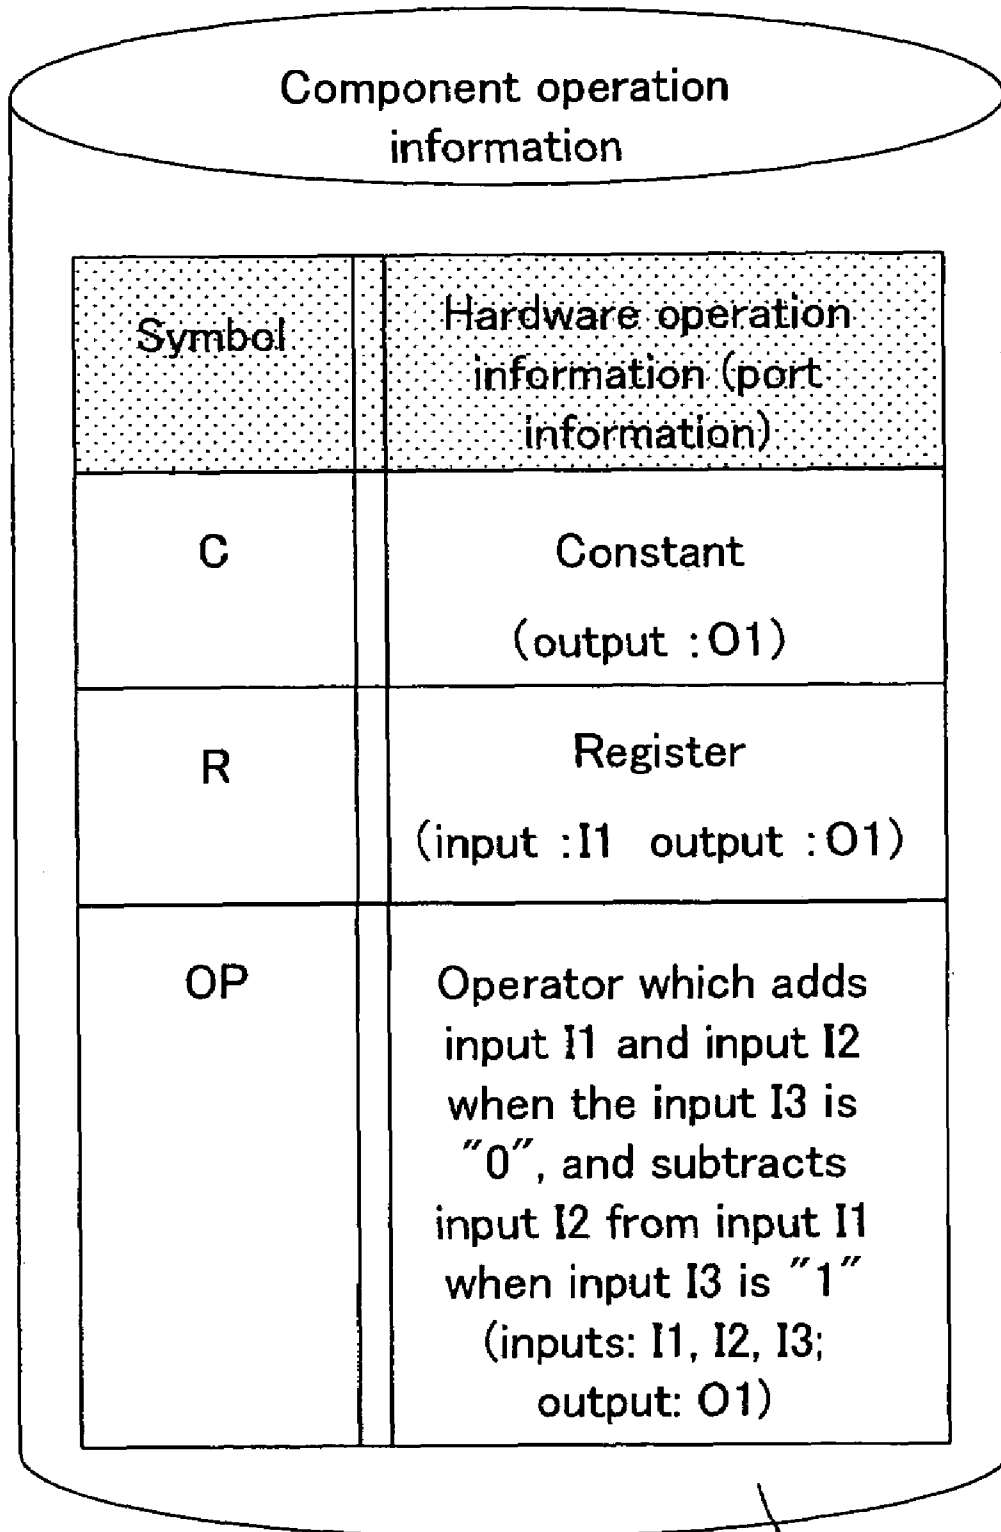 Component operation
information
Symbol
Hardware operation
information (port
information)
C
Constant
(output :O1)
R
Register
(input :I1 output :O1)
OP
Operator which adds
input I1 and input I2
when the input I3 is
"0", and subtracts
input I2 from input I1
when input I3 is "1"
(inputs: I1, I2, I3;
output: O1)